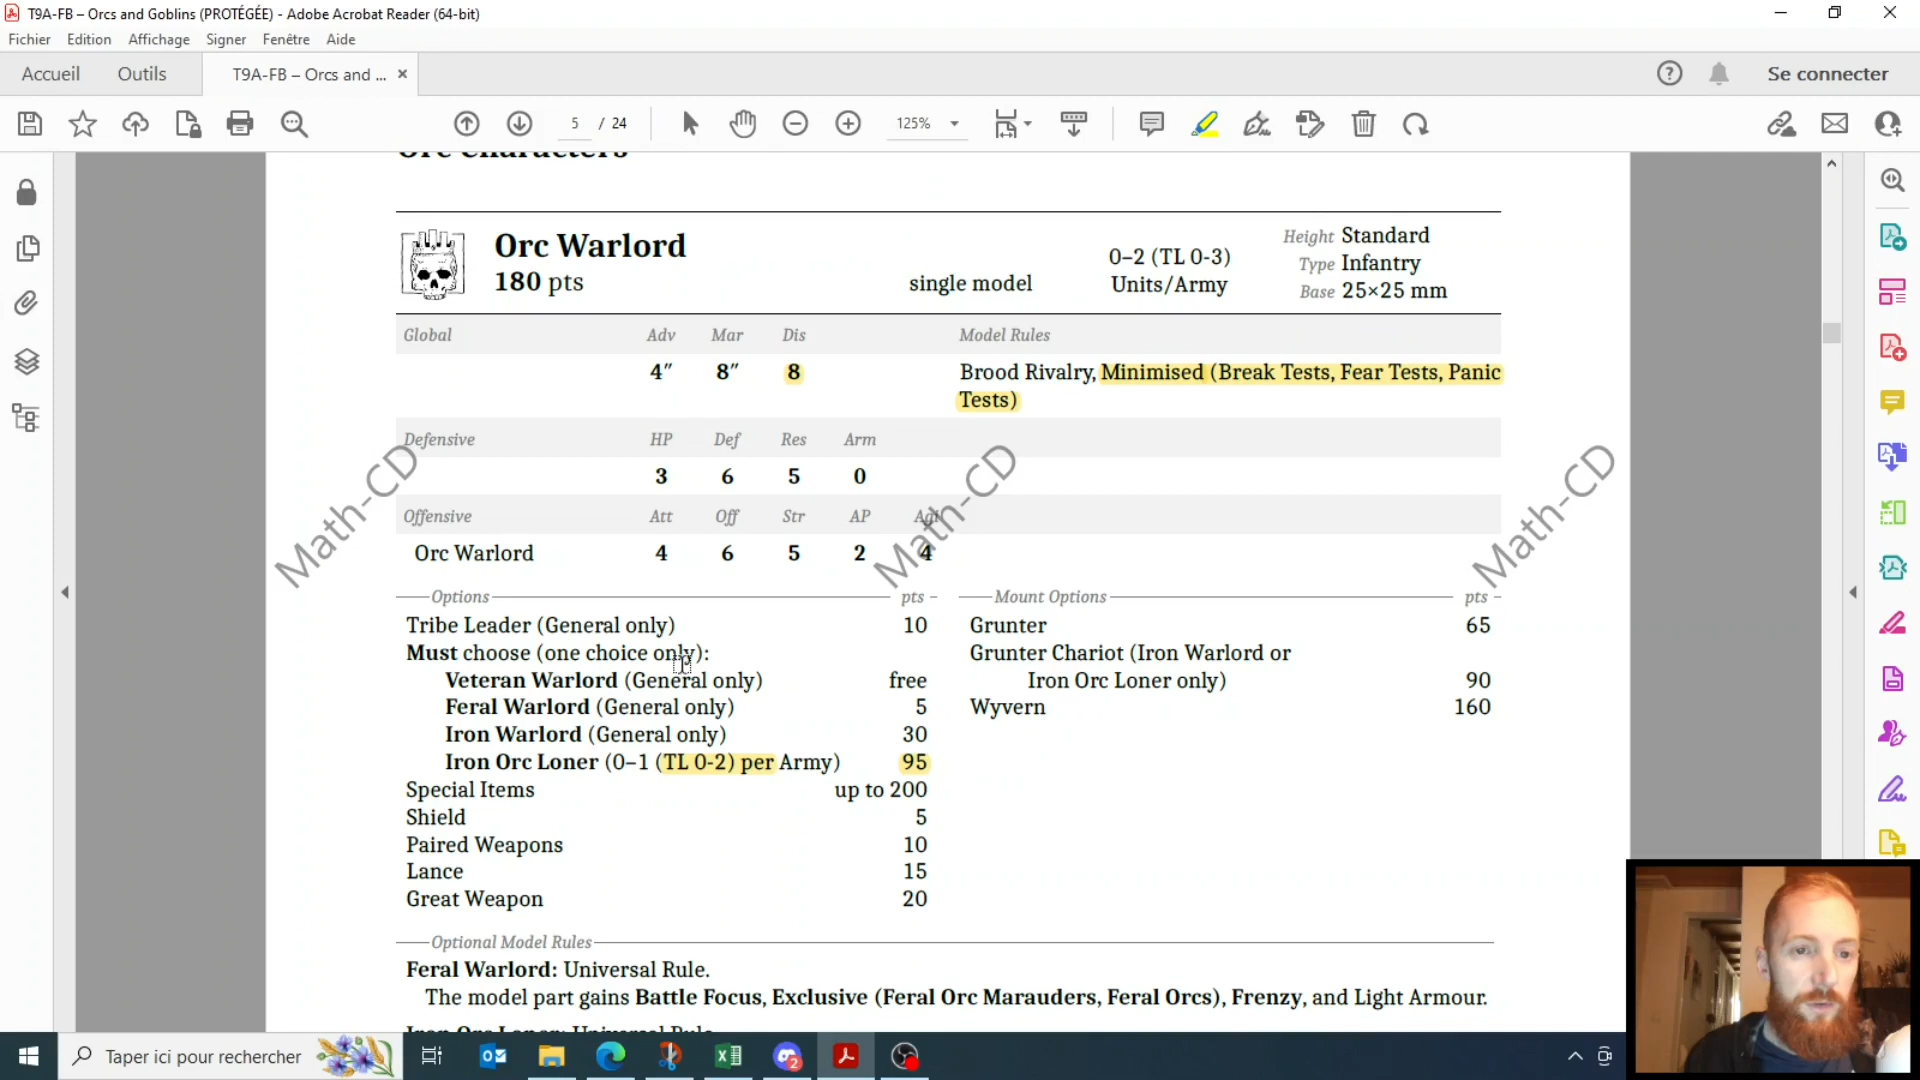 T9A-FB – Orcs and Goblins (PROTÉGÉE) - Adobe Acrobat Reader (64-bit)
Fichier Edition Affichage Signer Fenêtre Aide
Accueil Outils T9A-FB – Orcs and ... × Se connecter
5 / 24 125%
Orc Characters
Orc Warlord
180 pts
single model
0–2 (TL 0-3)
Units/Army
Height Standard
Type Infantry
Base 25×25 mm
Global Adv Mar Dis Model Rules
4″ 8″ 8 Brood Rivalry, Minimised (Break Tests, Fear Tests, Panic
Tests)
Defensive HP Def Res Arm
3 6 5 0
Offensive Att Off Str AP Agi
Orc Warlord 4 6 5 2 4
Math-CD Math-CD Math-CD
Options pts
Tribe Leader (General only) 10
Must choose (one choice only):
Veteran Warlord (General only) free
Feral Warlord (General only) 5
Iron Warlord (General only) 30
Iron Orc Loner (0–1 (TL 0-2) per Army) 95
Special Items up to 200
Shield 5
Paired Weapons 10
Lance 15
Great Weapon 20
Mount Options pts
Grunter 65
Grunter Chariot (Iron Warlord or
Iron Orc Loner only) 90
Wyvern 160
Optional Model Rules
Feral Warlord: Universal Rule.
The model part gains Battle Focus, Exclusive (Feral Orc Marauders, Feral Orcs), Frenzy, and Light Armour.
Iron Orc Loner: Universal Rule.
Taper ici pour rechercher
2